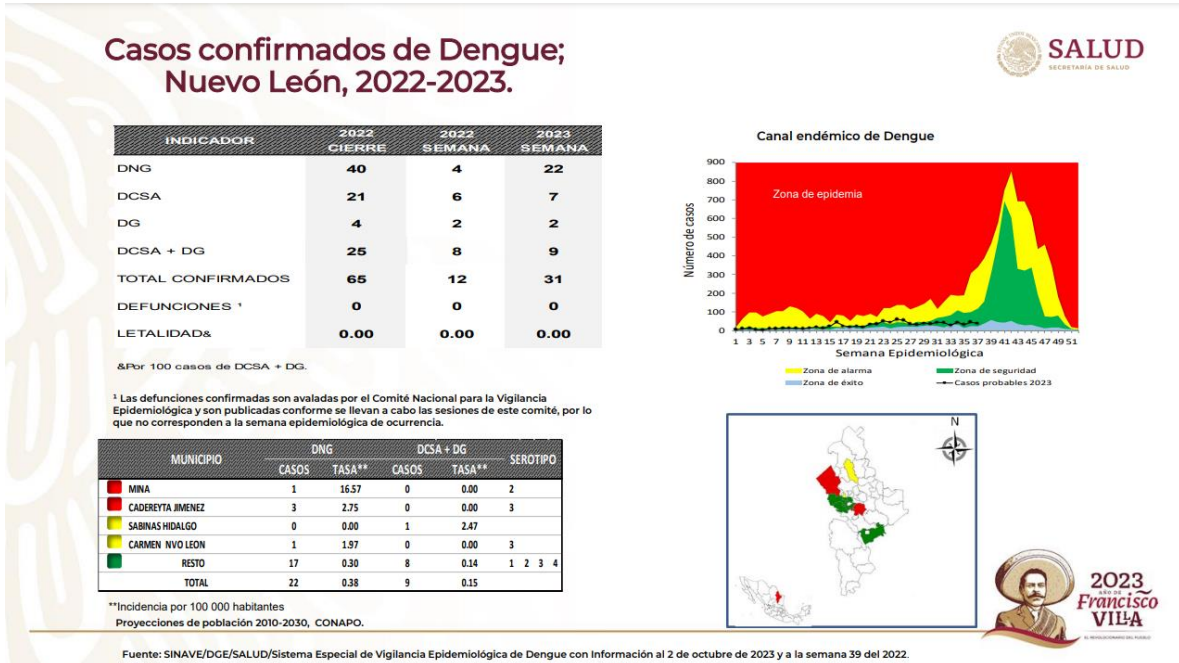 Casos confirmados de Dengue;
Nuevo León, 2022-2023.
SALUD
SECRETARÍA DE SALUD
INDICADOR 2022 CIERRE 2022 SEMANA 2023 SEMANA
DNG 40 4 22
DCSA 21 6 7
DG 4 2 2
DCSA + DG 25 8 9
TOTAL CONFIRMADOS 65 12 31
DEFUNCIONES ¹ 0 0 0
LETALIDAD& 0.00 0.00 0.00
&Por 100 casos de DCSA + DG.
¹ Las defunciones confirmadas son avaladas por el Comité Nacional para la Vigilancia
Epidemiológica y son publicadas conforme se llevan a cabo las sesiones de este comité, por lo
que no corresponden a la semana epidemiológica de ocurrencia.
MUNICIPIO DNG DCSA + DG SEROTIPO
CASOS TASA** CASOS TASA**
MINA 1 16.57 0 0.00 2
CADEREYTA JIMENEZ 3 2.75 0 0.00 3
SABINAS HIDALGO 0 0.00 1 2.47
CARMEN NVO LEON 1 1.97 0 0.00 3
RESTO 17 0.30 8 0.14 1 2 3 4
TOTAL 22 0.38 9 0.15
**Incidencia por 100 000 habitantes
Proyecciones de población 2010-2030, CONAPO.
Canal endémico de Dengue
Número de casos
900
800
700
600
500
400
300
200
100
0
Zona de epidemia
1 3 5 7 9 11 13 15 17 19 21 23 25 27 29 31 33 35 37 39 41 43 45 47 49 51
Semana Epidemiológica
Zona de alarma Zona de seguridad
Zona de éxito Casos probables 2023
N
2023
AÑO DE
Francisco
VILLA
EL REVOLUCIONARIO DEL PUEBLO
Fuente: SINAVE/DGE/SALUD/Sistema Especial de Vigilancia Epidemiológica de Dengue con Información al 2 de octubre de 2023 y a la semana 39 del 2022.